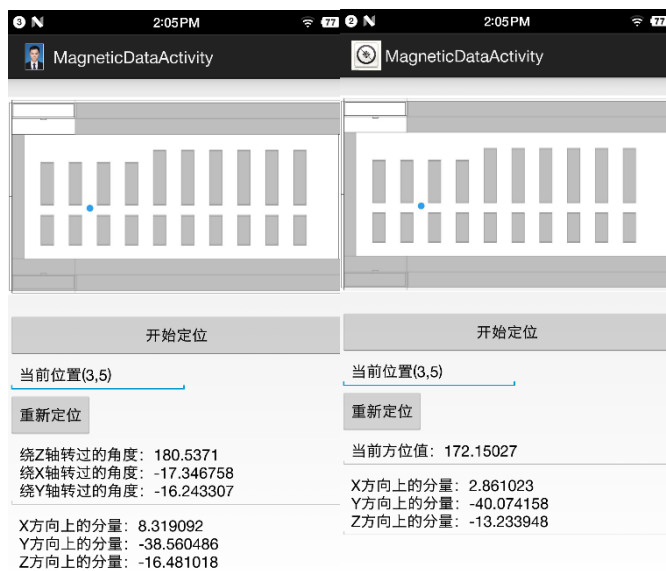 3 N 2:05PM 77
MagneticDataActivity
开始定位
当前位置(3,5)
重新定位
绕Z轴转过的角度：180.5371
绕X轴转过的角度：-17.346758
绕Y轴转过的角度：-16.243307
X方向上的分量：8.319092
Y方向上的分量：-38.560486
Z方向上的分量：-16.481018
2 N 2:05PM 77
MagneticDataActivity
开始定位
当前位置(3,5)
重新定位
当前方位值：172.15027
X方向上的分量：2.861023
Y方向上的分量：-40.074158
Z方向上的分量：-13.233948